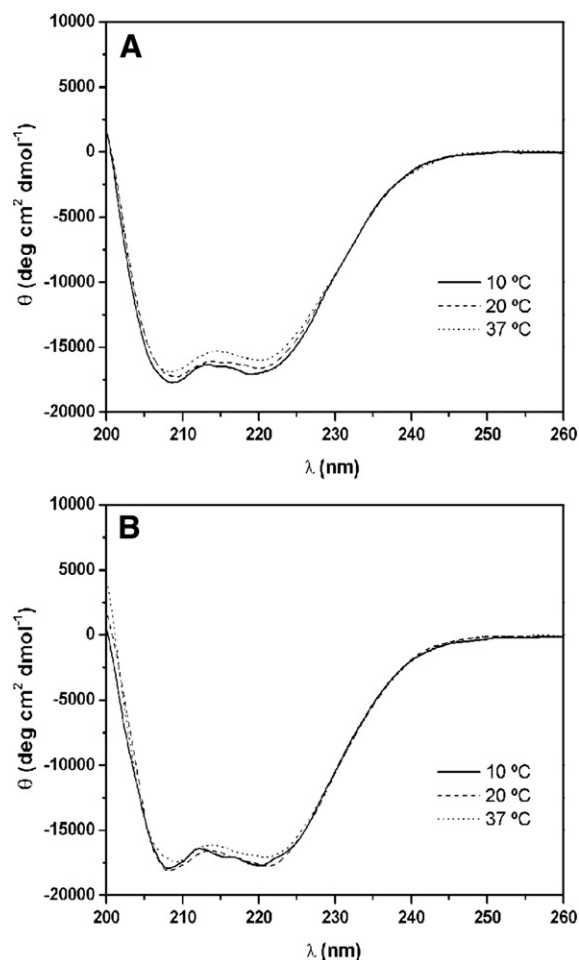 A
10000
5000
0
-5000
-10000
-15000
-20000
θ (deg cm² dmol⁻¹)
10 ºC
20 ºC
37 ºC
200 210 220 230 240 250 260
λ (nm)
B
10000
5000
0
-5000
-10000
-15000
-20000
θ (deg cm² dmol⁻¹)
10 ºC
20 ºC
37 ºC
200 210 220 230 240 250 260
λ (nm)